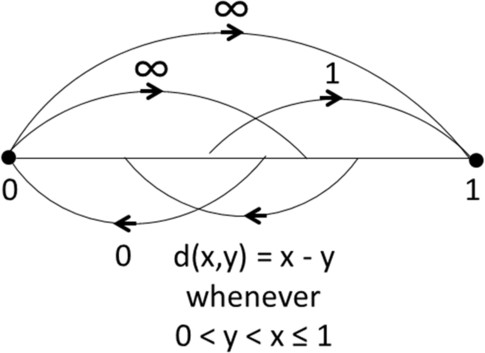 ∞
∞
1
0
1
0
d(x,y) = x - y
whenever
0 < y < x ≤ 1